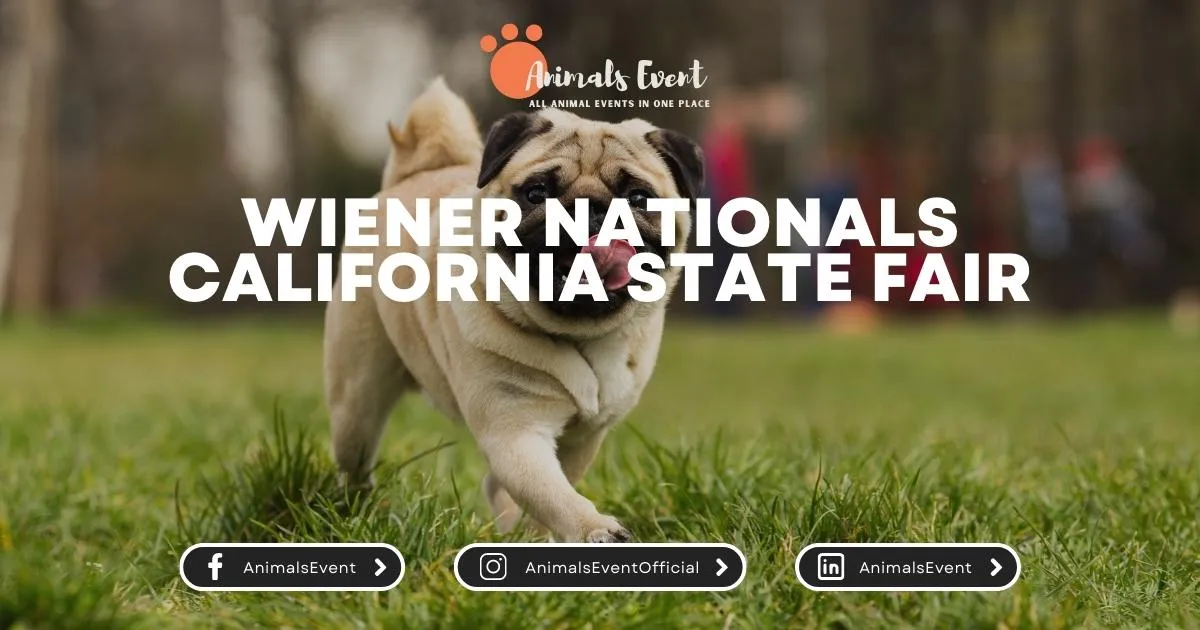 Animals Event
ALL ANIMAL EVENTS IN ONE PLACE
WIENER NATIONALS
CALIFORNIA STATE FAIR
AnimalsEvent
AnimalsEventOfficial
AnimalsEvent